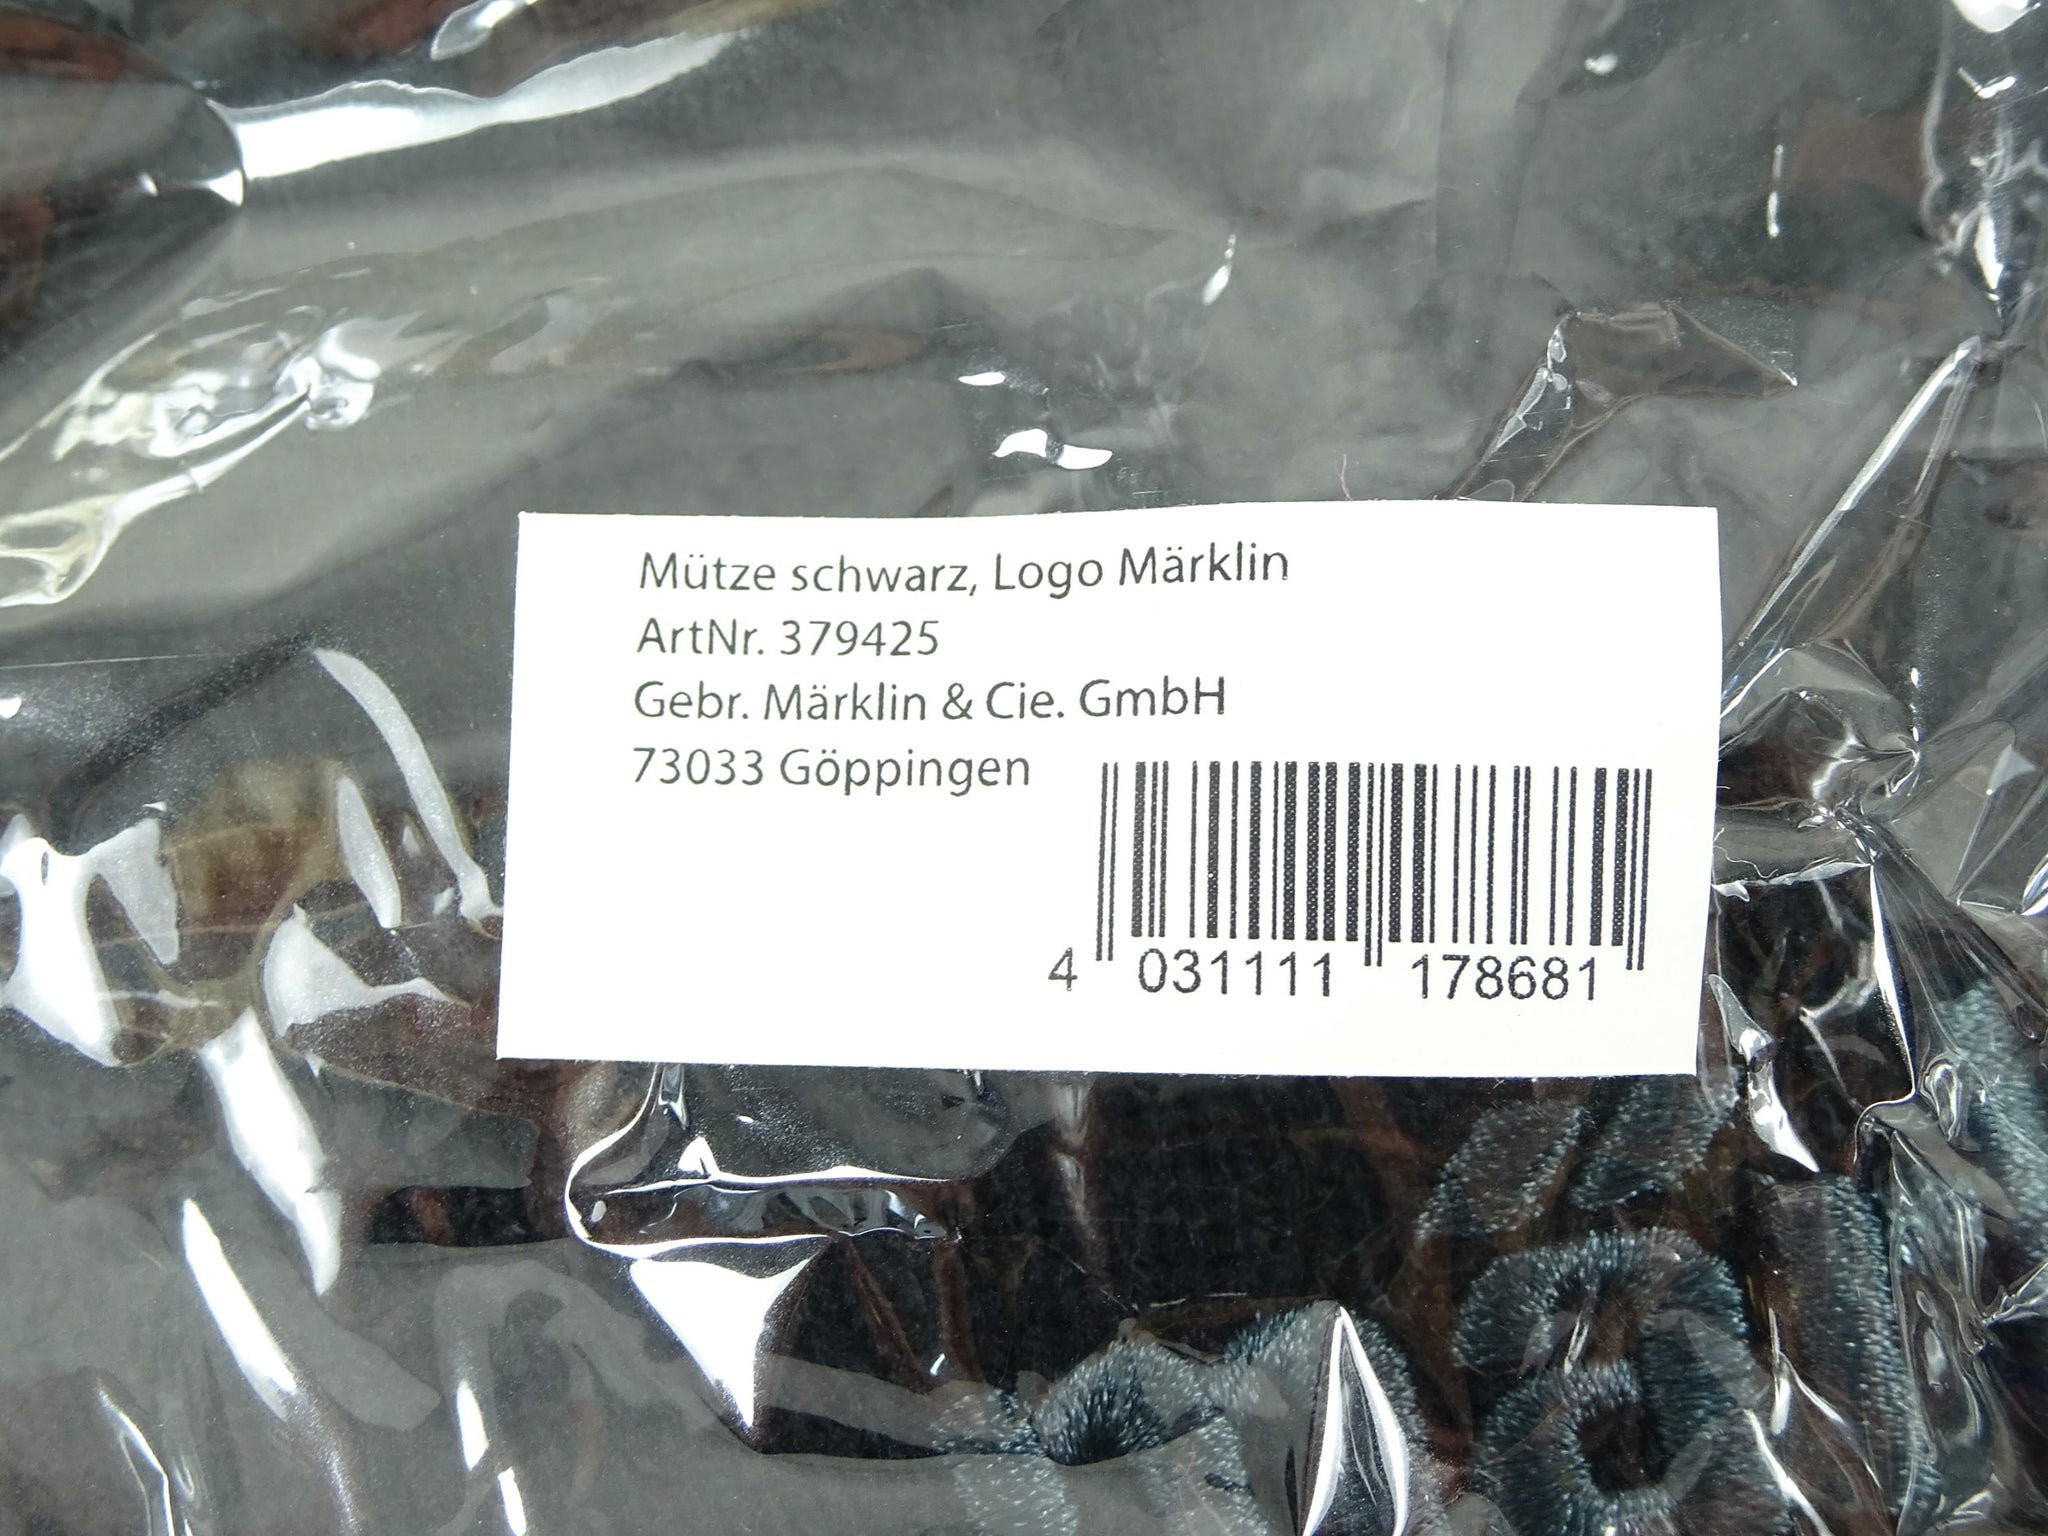 Mütze schwarz, Logo Märklin
ArtNr. 379425
Gebr. Märklin & Cie. GmbH
73033 Göppingen
4 031111 178681